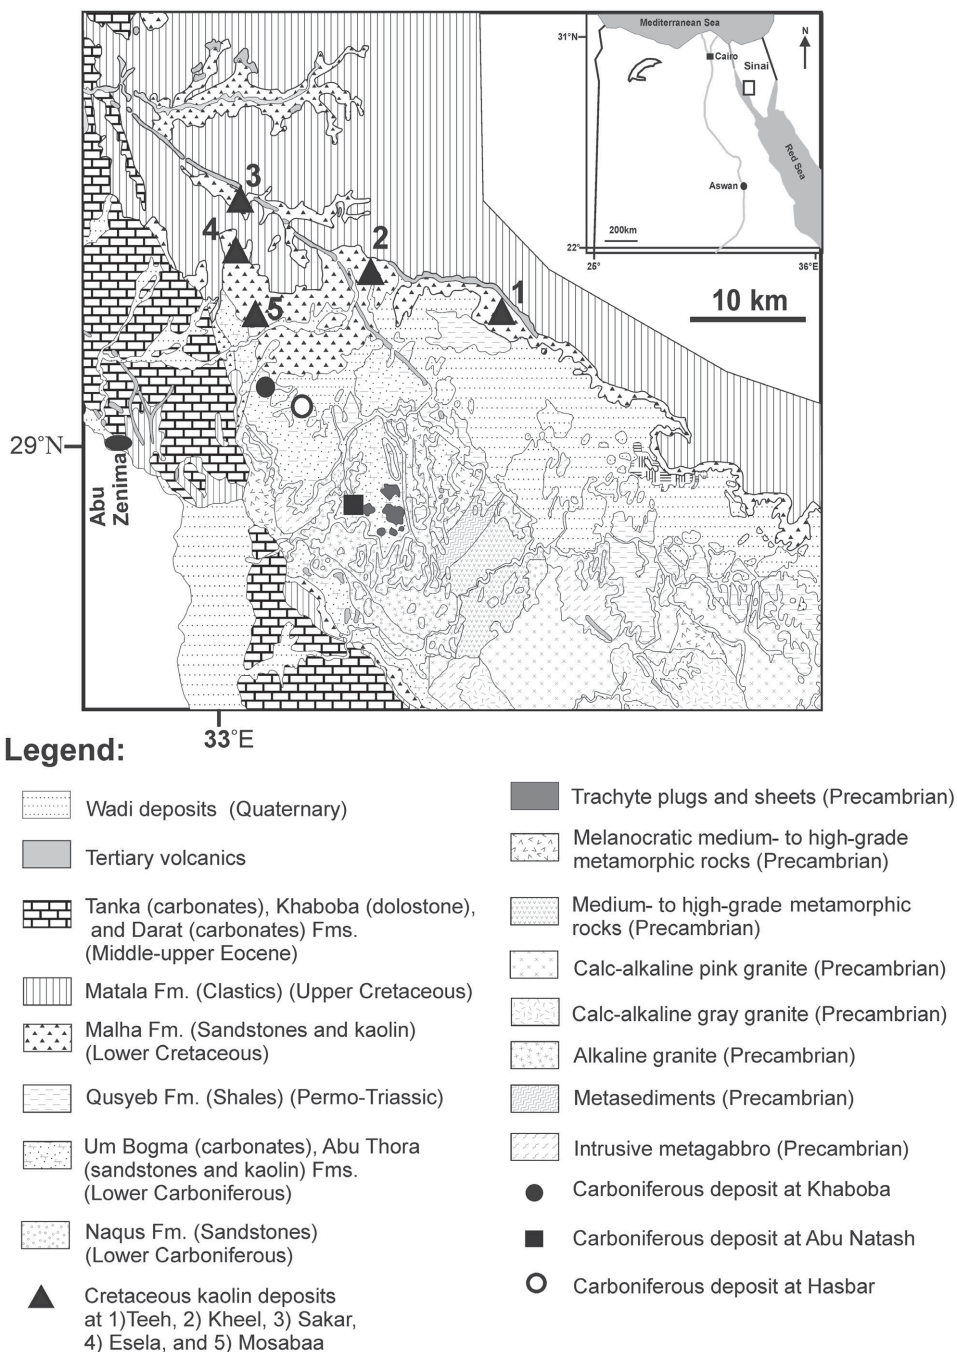 Mediterranean Sea
31°N
N
Cairo
Sinai
Red Sea
Aswan
200km
22°
25°
36°E
3
4
2
1
5
10 km
29°N
Abu
Zenima
33°E
Legend:
Wadi deposits (Quaternary)
Tertiary volcanics
Tanka (carbonates), Khaboba (dolostone),
and Darat (carbonates) Fms.
(Middle-upper Eocene)
Matala Fm. (Clastics) (Upper Cretaceous)
Malha Fm. (Sandstones and kaolin)
(Lower Cretaceous)
Qusyeb Fm. (Shales) (Permo-Triassic)
Um Bogma (carbonates), Abu Thora
(sandstones and kaolin) Fms.
(Lower Carboniferous)
Naqus Fm. (Sandstones)
(Lower Carboniferous)
Cretaceous kaolin deposits
at 1)Teeh, 2) Kheel, 3) Sakar,
4) Esela, and 5) Mosabaa
Trachyte plugs and sheets (Precambrian)
Melanocratic medium- to high-grade
metamorphic rocks (Precambrian)
Medium- to high-grade metamorphic
rocks (Precambrian)
Calc-alkaline pink granite (Precambrian)
Calc-alkaline gray granite (Precambrian)
Alkaline granite (Precambrian)
Metasediments (Precambrian)
Intrusive metagabbro (Precambrian)
Carboniferous deposit at Khaboba
Carboniferous deposit at Abu Natash
Carboniferous deposit at Hasbar